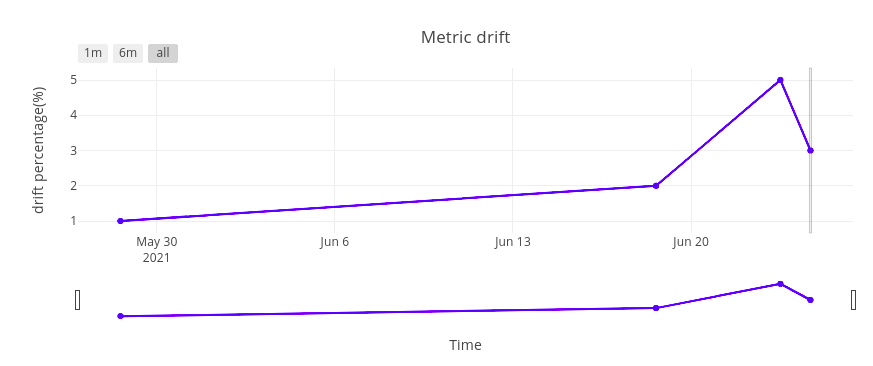 Metric drift
1m 6m all
drift percentage(%)
5
4
3
2
1
May 30 Jun 6 Jun 13 Jun 20
2021
Time